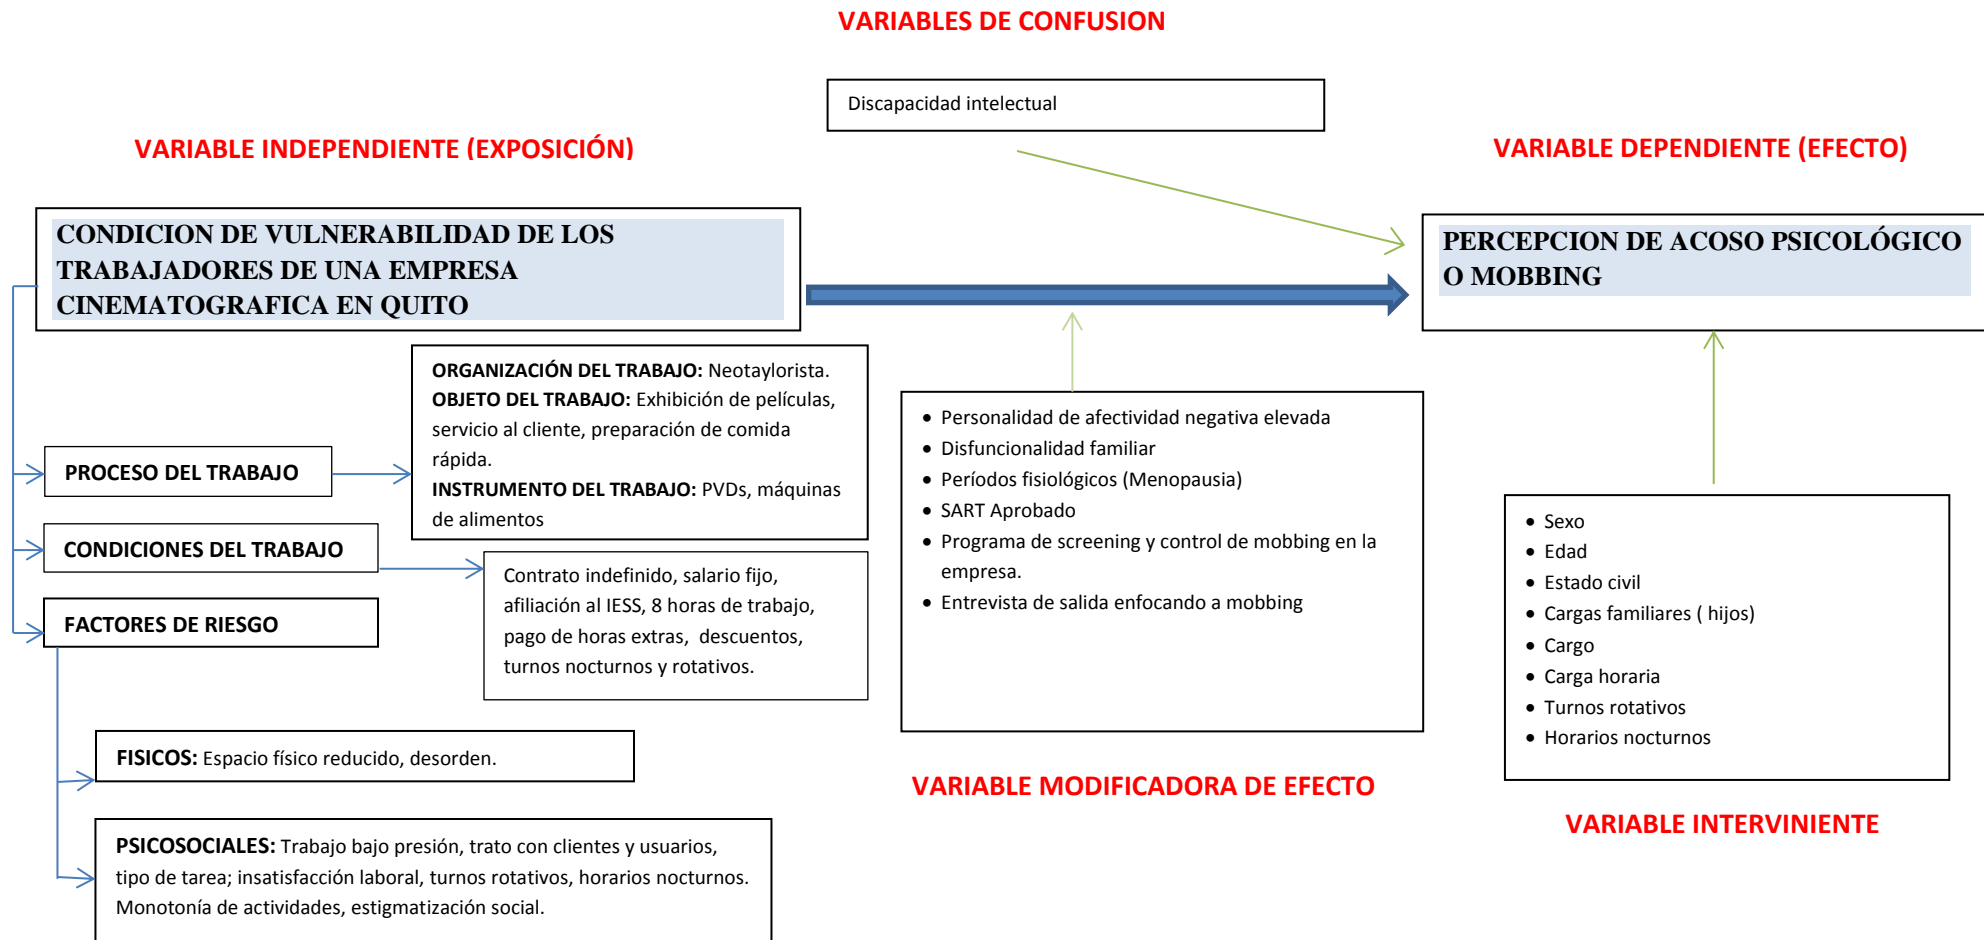 VARIABLES DE CONFUSION
Discapacidad intelectual
VARIABLE INDEPENDIENTE (EXPOSICIÓN)
VARIABLE DEPENDIENTE (EFECTO)
CONDICION DE VULNERABILIDAD DE LOS
TRABAJADORES DE UNA EMPRESA
CINEMATOGRAFICA EN QUITO
PERCEPCION DE ACOSO PSICOLÓGICO
O MOBBING
ORGANIZACIÓN DEL TRABAJO: Neotaylorista.
OBJETO DEL TRABAJO: Exhibición de películas,
servicio al cliente, preparación de comida
rápida.
INSTRUMENTO DEL TRABAJO: PVDs, máquinas
de alimentos
PROCESO DEL TRABAJO
CONDICIONES DEL TRABAJO
Contrato indefinido, salario fijo,
afiliación al IESS, 8 horas de trabajo,
pago de horas extras, descuentos,
turnos nocturnos y rotativos.
FACTORES DE RIESGO
FISICOS: Espacio físico reducido, desorden.
PSICOSOCIALES: Trabajo bajo presión, trato con clientes y usuarios,
tipo de tarea; insatisfacción laboral, turnos rotativos, horarios nocturnos.
Monotonía de actividades, estigmatización social.
• Personalidad de afectividad negativa elevada
• Disfuncionalidad familiar
• Períodos fisiológicos (Menopausia)
• SART Aprobado
• Programa de screening y control de mobbing en la
empresa.
• Entrevista de salida enfocando a mobbing
VARIABLE MODIFICADORA DE EFECTO
• Sexo
• Edad
• Estado civil
• Cargas familiares ( hijos)
• Cargo
• Carga horaria
• Turnos rotativos
• Horarios nocturnos
VARIABLE INTERVINIENTE